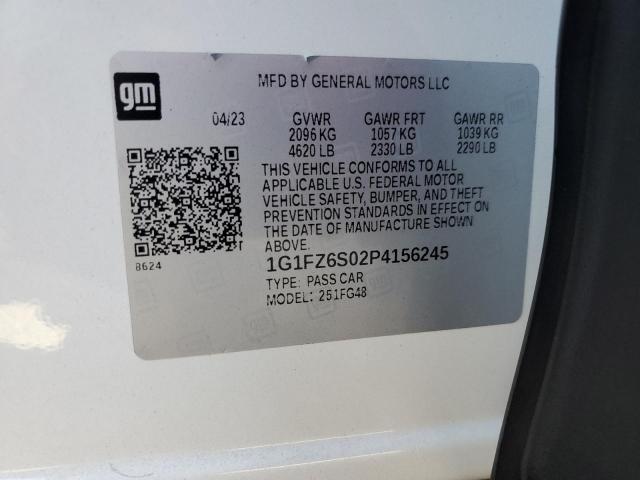 gm
MFD BY GENERAL MOTORS LLC
04/23 GVWR GAWR FRT GAWR RR
2096 KG 1057 KG 1039 KG
4620 LB 2330 LB 2290 LB
THIS VEHICLE CONFORMS TO ALL
APPLICABLE U.S. FEDERAL MOTOR
VEHICLE SAFETY, BUMPER, AND THEFT
PREVENTION STANDARDS IN EFFECT ON
THE DATE OF MANUFACTURE SHOWN
ABOVE.
8624
1G1FZ6S02P4156245
TYPE: PASS CAR
MODEL: 251FG48